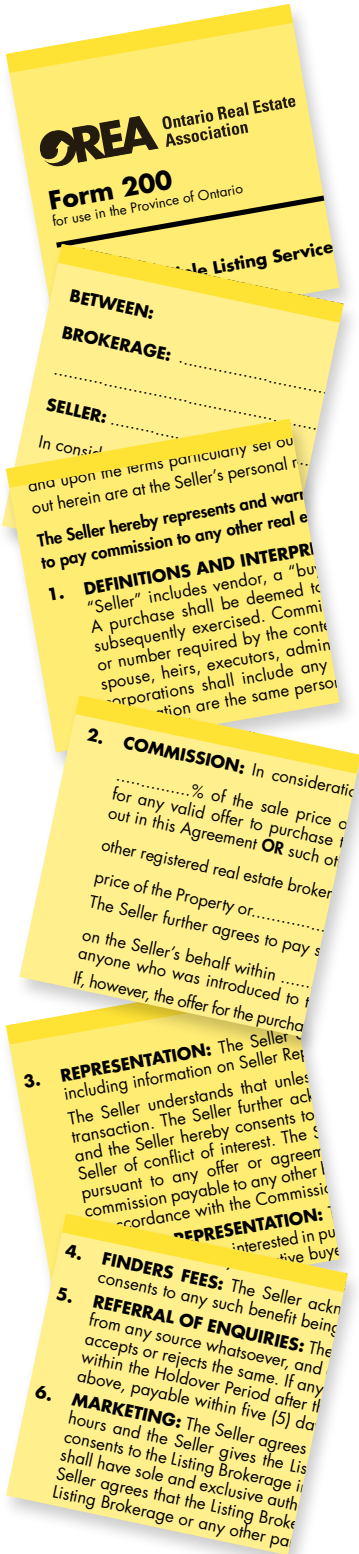 OREA Ontario Real Estate
Association
Form 200
for use in the Province of Ontario
Listing Service
BETWEEN:
BROKERAGE: ..........................
..........................................
SELLER: ................
In
and upon the terms particularly set ou
out herein are at the Seller's personal r
The Seller hereby represents and warr
to pay commission to any other real e
1. DEFINITIONS AND INTERPR
"Seller" includes vendor, a "buy
A purchase shall be deemed to
subsequently exercised. Commi
or number required by the conte
spouse, heirs, executors, admin
orporations shall include any
ation are the same perso
2. COMMISSION: In consideratio
..............% of the sale price o
for any valid offer to purchase t
out in this Agreement OR such ot
other registered real estate broker
price of the Property or................
The Seller further agrees to pay s
on the Seller's behalf within ......
anyone who was introduced to t
If, however, the offer for the purcha
3. REPRESENTATION: The Seller
including information on Seller Rep
The Seller understands that unles
transaction. The Seller further ack
and the Seller hereby consents to
Seller of conflict of interest. The S
pursuant to any offer or agreem
commission payable to any other b
ccordance with the Commissio
EPRESENTATION:
interested in pu
tive buye
4. FINDERS FEES: The Seller ackn
consents to any such benefit being
5. REFERRAL OF ENQUIRIES: The
from any source whatsoever, and
accepts or rejects the same. If any
within the Holdover Period after th
above, payable within five (5) da
6. MARKETING: The Seller agrees
hours and the Seller gives the Lis
consents to the Listing Brokerage i
shall have sole and exclusive auth
Seller agrees that the Listing Broke
Listing Brokerage or any other pa